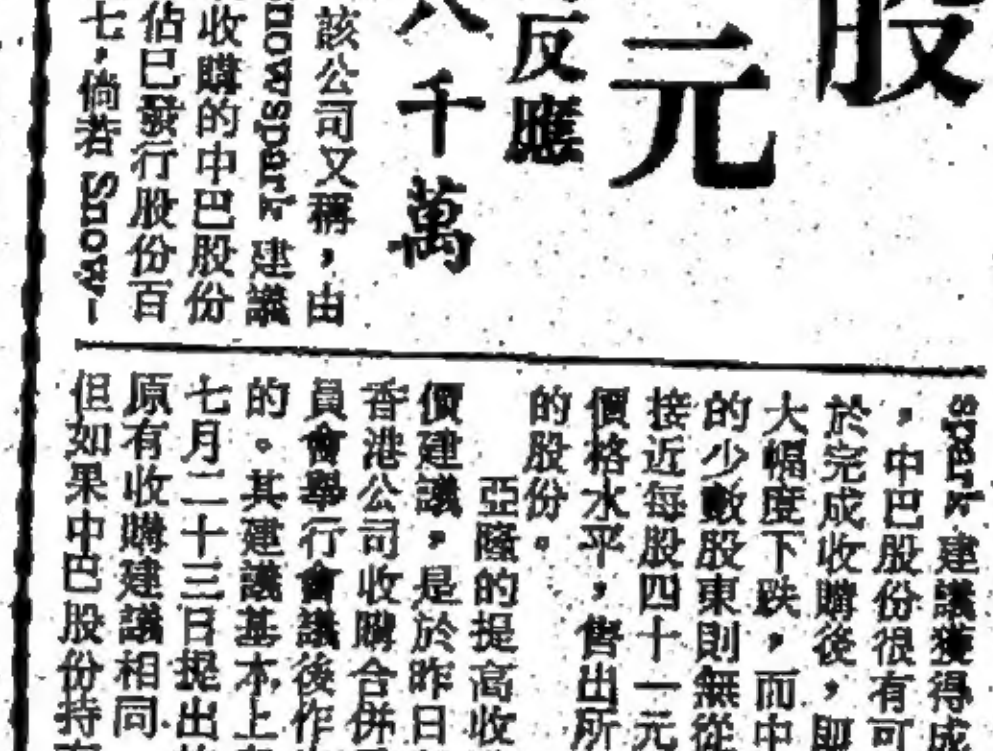 股
元
反應
八千萬
該公司又稱，由
nowspark 建議
收購的中巴股份
佔已發行股份百
七，倘若 Snow-
spark 建議獲得成
，中巴股份很有可
於完成收購後，即
大幅度下跌，而中
的少數股東則無從
接近每股四十一元
價格水平，售出所
的股份。
亞隆的提高收
價建議，是於昨日
香港公司收購合併
員會舉行會議後作
的。其建議基本上
七月二十三日提出
原有收購建議相同
但如果中巴股份持